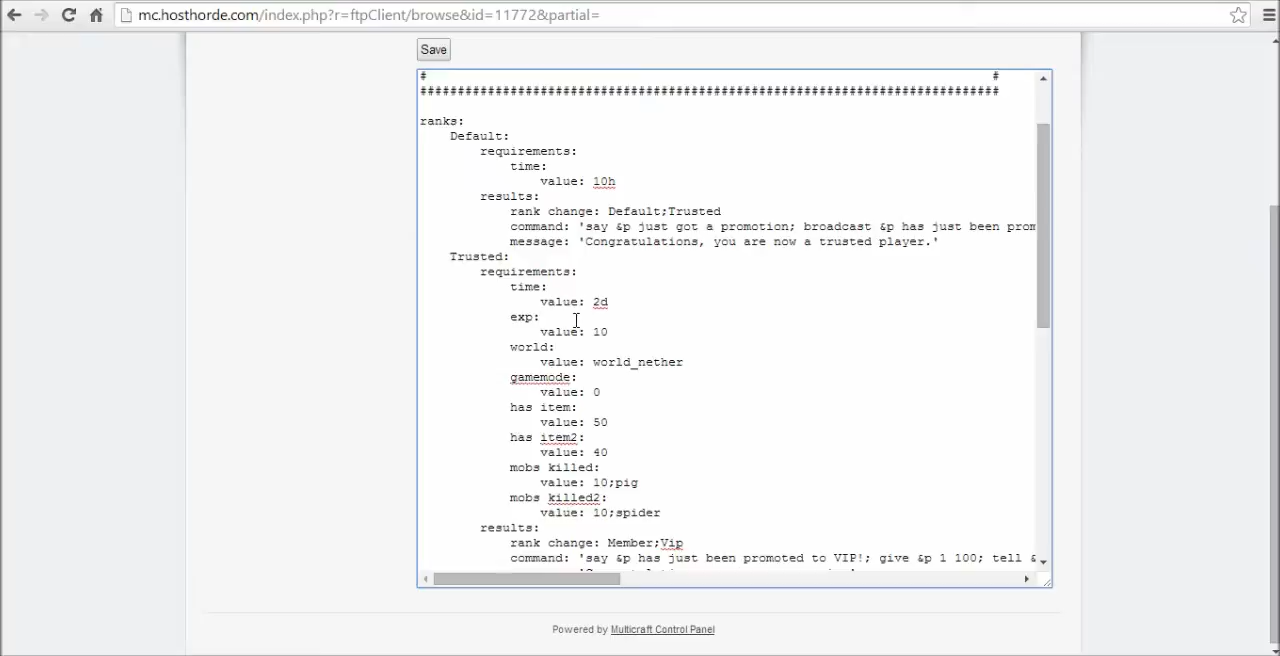 mc.hosthorde.com/index.php?r=ftpClient/browse&id=11772&partial=
Save
# #
#############################################################################
ranks:
Default:
requirements:
time:
value: 10h
results:
rank change: Default;Trusted
command: 'say &p just got a promotion; broadcast &p has just been prom
message: 'Congratulations, you are now a trusted player.'
Trusted:
requirements:
time:
value: 2d
exp:
value: 10
world:
value: world_nether
gamemode:
value: 0
has item:
value: 50
has item2:
value: 40
mobs killed:
value: 10;pig
mobs killed2:
value: 10;spider
results:
rank change: Member;Vip
command: 'say &p has just been promoted to VIP!; give &p 1 100; tell &
Powered by Multicraft Control Panel